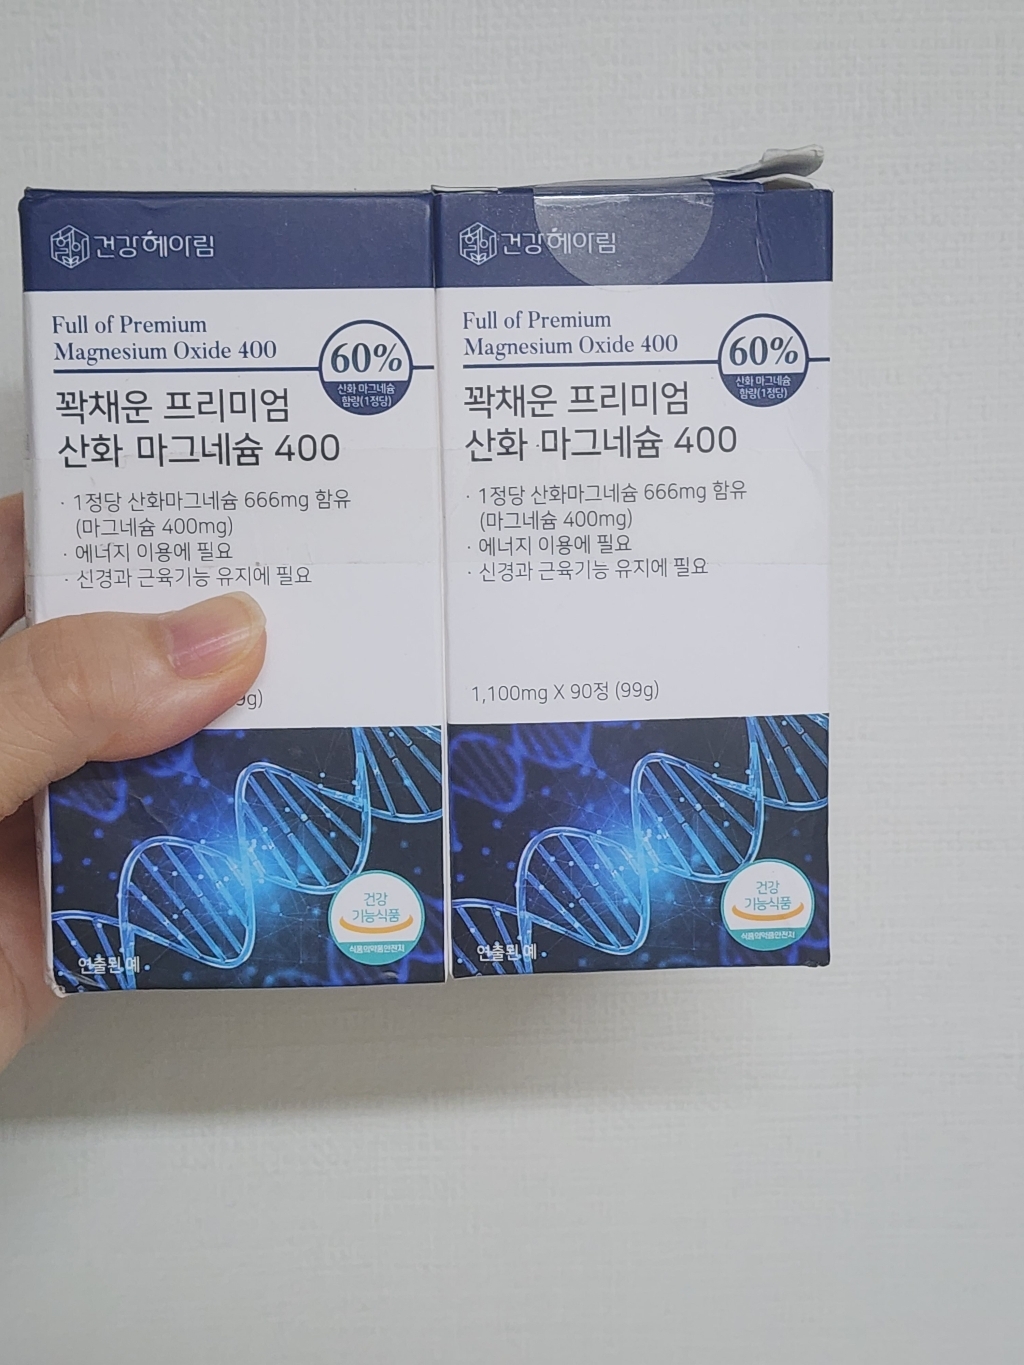 건강헤아림
Full of Premium
Magnesium Oxide 400
60%
산화 마그네슘
함량(1정당)
꽉채운 프리미엄
산화 마그네슘 400
· 1정당 산화마그네슘 666mg 함유
(마그네슘 400mg)
· 에너지 이용에 필요
· 신경과 근육기능 유지에 필요
9g)
건강
기능식품
식품의약품안전처
연출된 예
건강헤아림
Full of Premium
Magnesium Oxide 400
60%
산화 마그네슘
함량(1정당)
꽉채운 프리미엄
산화 마그네슘 400
· 1정당 산화마그네슘 666mg 함유
(마그네슘 400mg)
· 에너지 이용에 필요
· 신경과 근육기능 유지에 필요
1,100mg X 90정 (99g)
건강
기능식품
식품의약품안전처
연출된 예